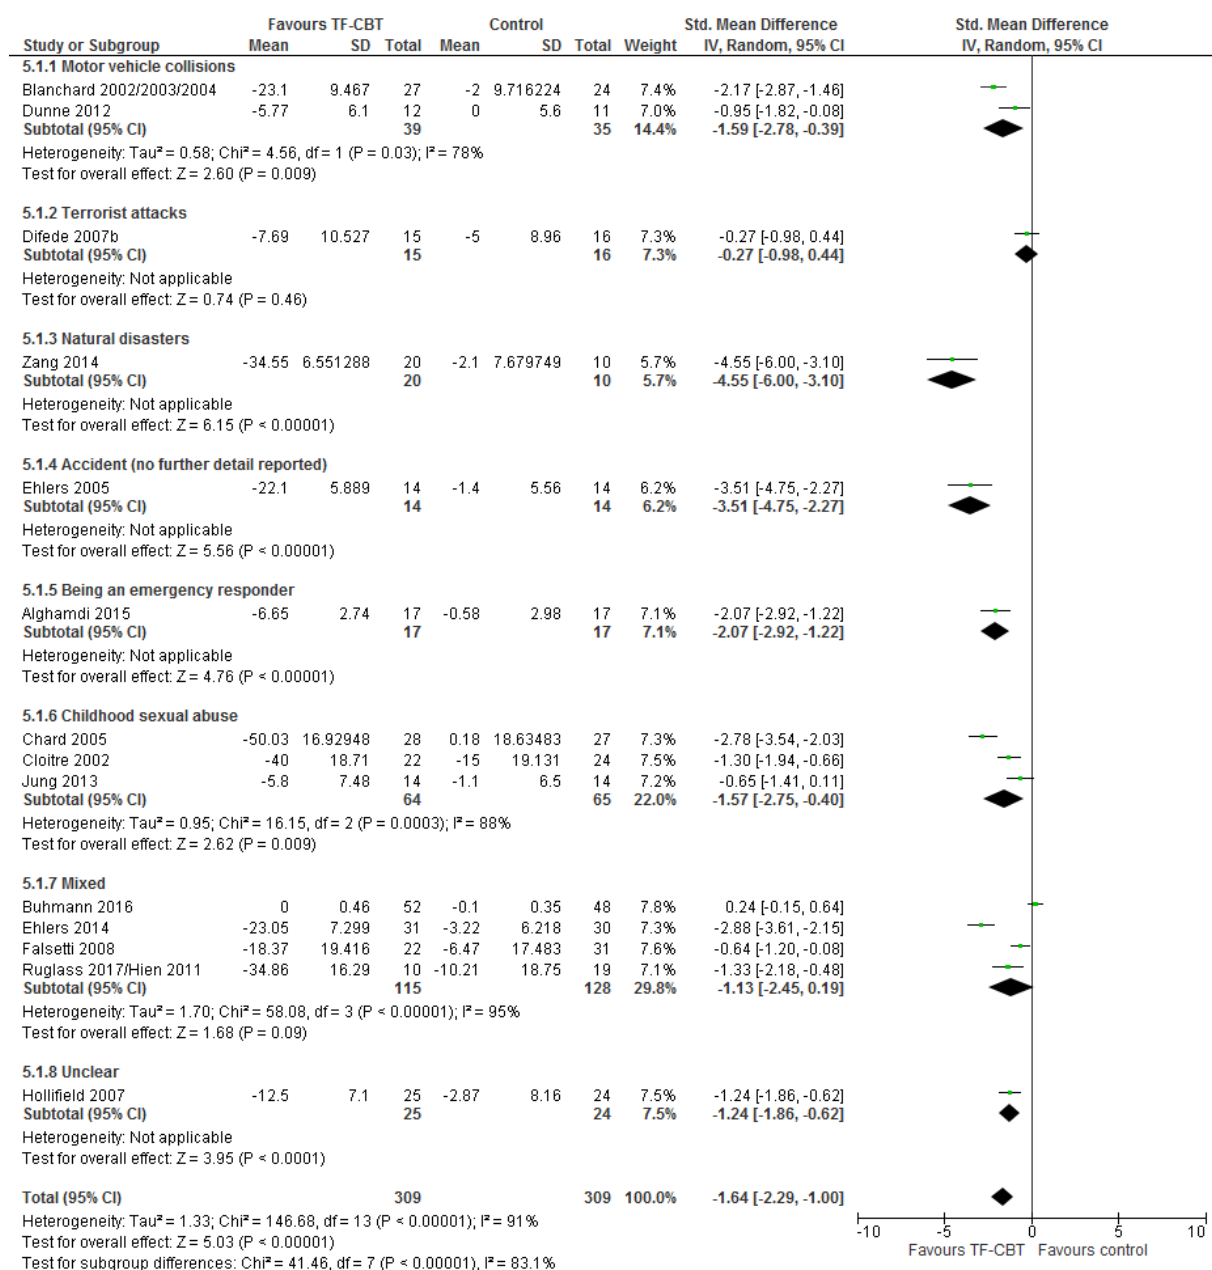 Favours TF-CBT Control Std. Mean Difference Std. Mean Difference
Study or Subgroup Mean SD Total Mean SD Total Weight IV, Random, 95% CI IV, Random, 95% CI
5.1.1 Motor vehicle collisions
Blanchard 2002/2003/2004 -23.1 9.467 27 -2 9.716224 24 7.4% -2.17 [-2.87, -1.46]
Dunne 2012 -5.77 6.1 12 0 5.6 11 7.0% -0.95 [-1.82, -0.08]
Subtotal (95% CI) 39 35 14.4% -1.59 [-2.78, -0.39]
Heterogeneity: Tau² = 0.58; Chi² = 4.56, df = 1 (P = 0.03); I² = 78%
Test for overall effect: Z = 2.60 (P = 0.009)
5.1.2 Terrorist attacks
Difede 2007b -7.69 10.527 15 -5 8.96 16 7.3% -0.27 [-0.98, 0.44]
Subtotal (95% CI) 15 16 7.3% -0.27 [-0.98, 0.44]
Heterogeneity: Not applicable
Test for overall effect: Z = 0.74 (P = 0.46)
5.1.3 Natural disasters
Zang 2014 -34.55 6.551288 20 -2.1 7.679749 10 5.7% -4.55 [-6.00, -3.10]
Subtotal (95% CI) 20 10 5.7% -4.55 [-6.00, -3.10]
Heterogeneity: Not applicable
Test for overall effect: Z = 6.15 (P < 0.00001)
5.1.4 Accident (no further detail reported)
Ehlers 2005 -22.1 5.889 14 -1.4 5.56 14 6.2% -3.51 [-4.75, -2.27]
Subtotal (95% CI) 14 14 6.2% -3.51 [-4.75, -2.27]
Heterogeneity: Not applicable
Test for overall effect: Z = 5.56 (P < 0.00001)
5.1.5 Being an emergency responder
Alghamdi 2015 -6.65 2.74 17 -0.58 2.98 17 7.1% -2.07 [-2.92, -1.22]
Subtotal (95% CI) 17 17 7.1% -2.07 [-2.92, -1.22]
Heterogeneity: Not applicable
Test for overall effect: Z = 4.76 (P < 0.00001)
5.1.6 Childhood sexual abuse
Chard 2005 -50.03 16.92948 28 0.18 18.63483 27 7.3% -2.78 [-3.54, -2.03]
Cloitre 2002 -40 18.71 22 -15 19.131 24 7.5% -1.30 [-1.94, -0.66]
Jung 2013 -5.8 7.48 14 -1.1 6.5 14 7.2% -0.65 [-1.41, 0.11]
Subtotal (95% CI) 64 65 22.0% -1.57 [-2.75, -0.40]
Heterogeneity: Tau² = 0.95; Chi² = 16.15, df = 2 (P = 0.0003); I² = 88%
Test for overall effect: Z = 2.62 (P = 0.009)
5.1.7 Mixed
Buhmann 2016 0 0.46 52 -0.1 0.35 48 7.8% 0.24 [-0.15, 0.64]
Ehlers 2014 -23.05 7.299 31 -3.22 6.218 30 7.3% -2.88 [-3.61, -2.15]
Falsetti 2008 -18.37 19.416 22 -6.47 17.483 31 7.6% -0.64 [-1.20, -0.08]
Ruglass 2017/Hien 2011 -34.86 16.29 10 -10.21 18.75 19 7.1% -1.33 [-2.18, -0.48]
Subtotal (95% CI) 115 128 29.8% -1.13 [-2.45, 0.19]
Heterogeneity: Tau² = 1.70; Chi² = 58.08, df = 3 (P < 0.00001); I² = 95%
Test for overall effect: Z = 1.68 (P = 0.09)
5.1.8 Unclear
Hollifield 2007 -12.5 7.1 25 -2.87 8.16 24 7.5% -1.24 [-1.86, -0.62]
Subtotal (95% CI) 25 24 7.5% -1.24 [-1.86, -0.62]
Heterogeneity: Not applicable
Test for overall effect: Z = 3.95 (P < 0.0001)
Total (95% CI) 309 309 100.0% -1.64 [-2.29, -1.00]
Heterogeneity: Tau² = 1.33; Chi² = 146.68, df = 13 (P < 0.00001); I² = 91%
Test for overall effect: Z = 5.03 (P < 0.00001)
Test for subgroup differences: Chi² = 41.46, df = 7 (P < 0.00001), I² = 83.1%
-10 -5 0 5 10
Favours TF-CBT Favours control